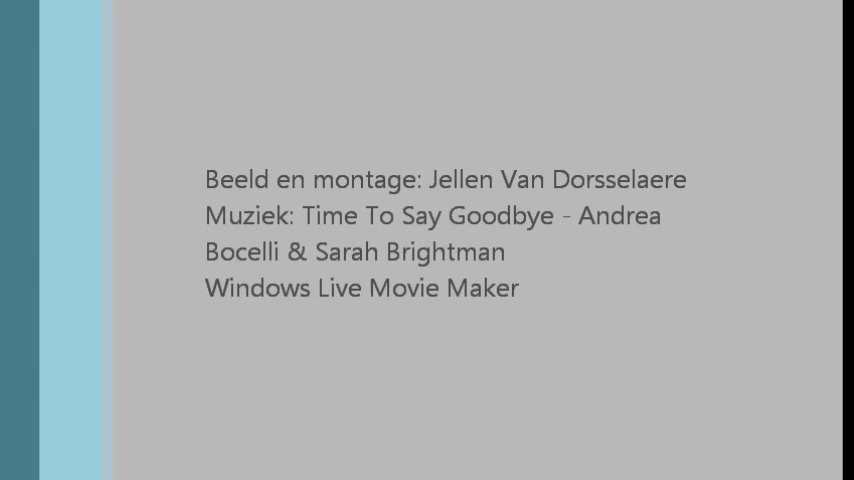 Beeld en montage: Jellen Van Dorsselaere
Muziek: Time To Say Goodbye - Andrea
Bocelli & Sarah Brightman
Windows Live Movie Maker